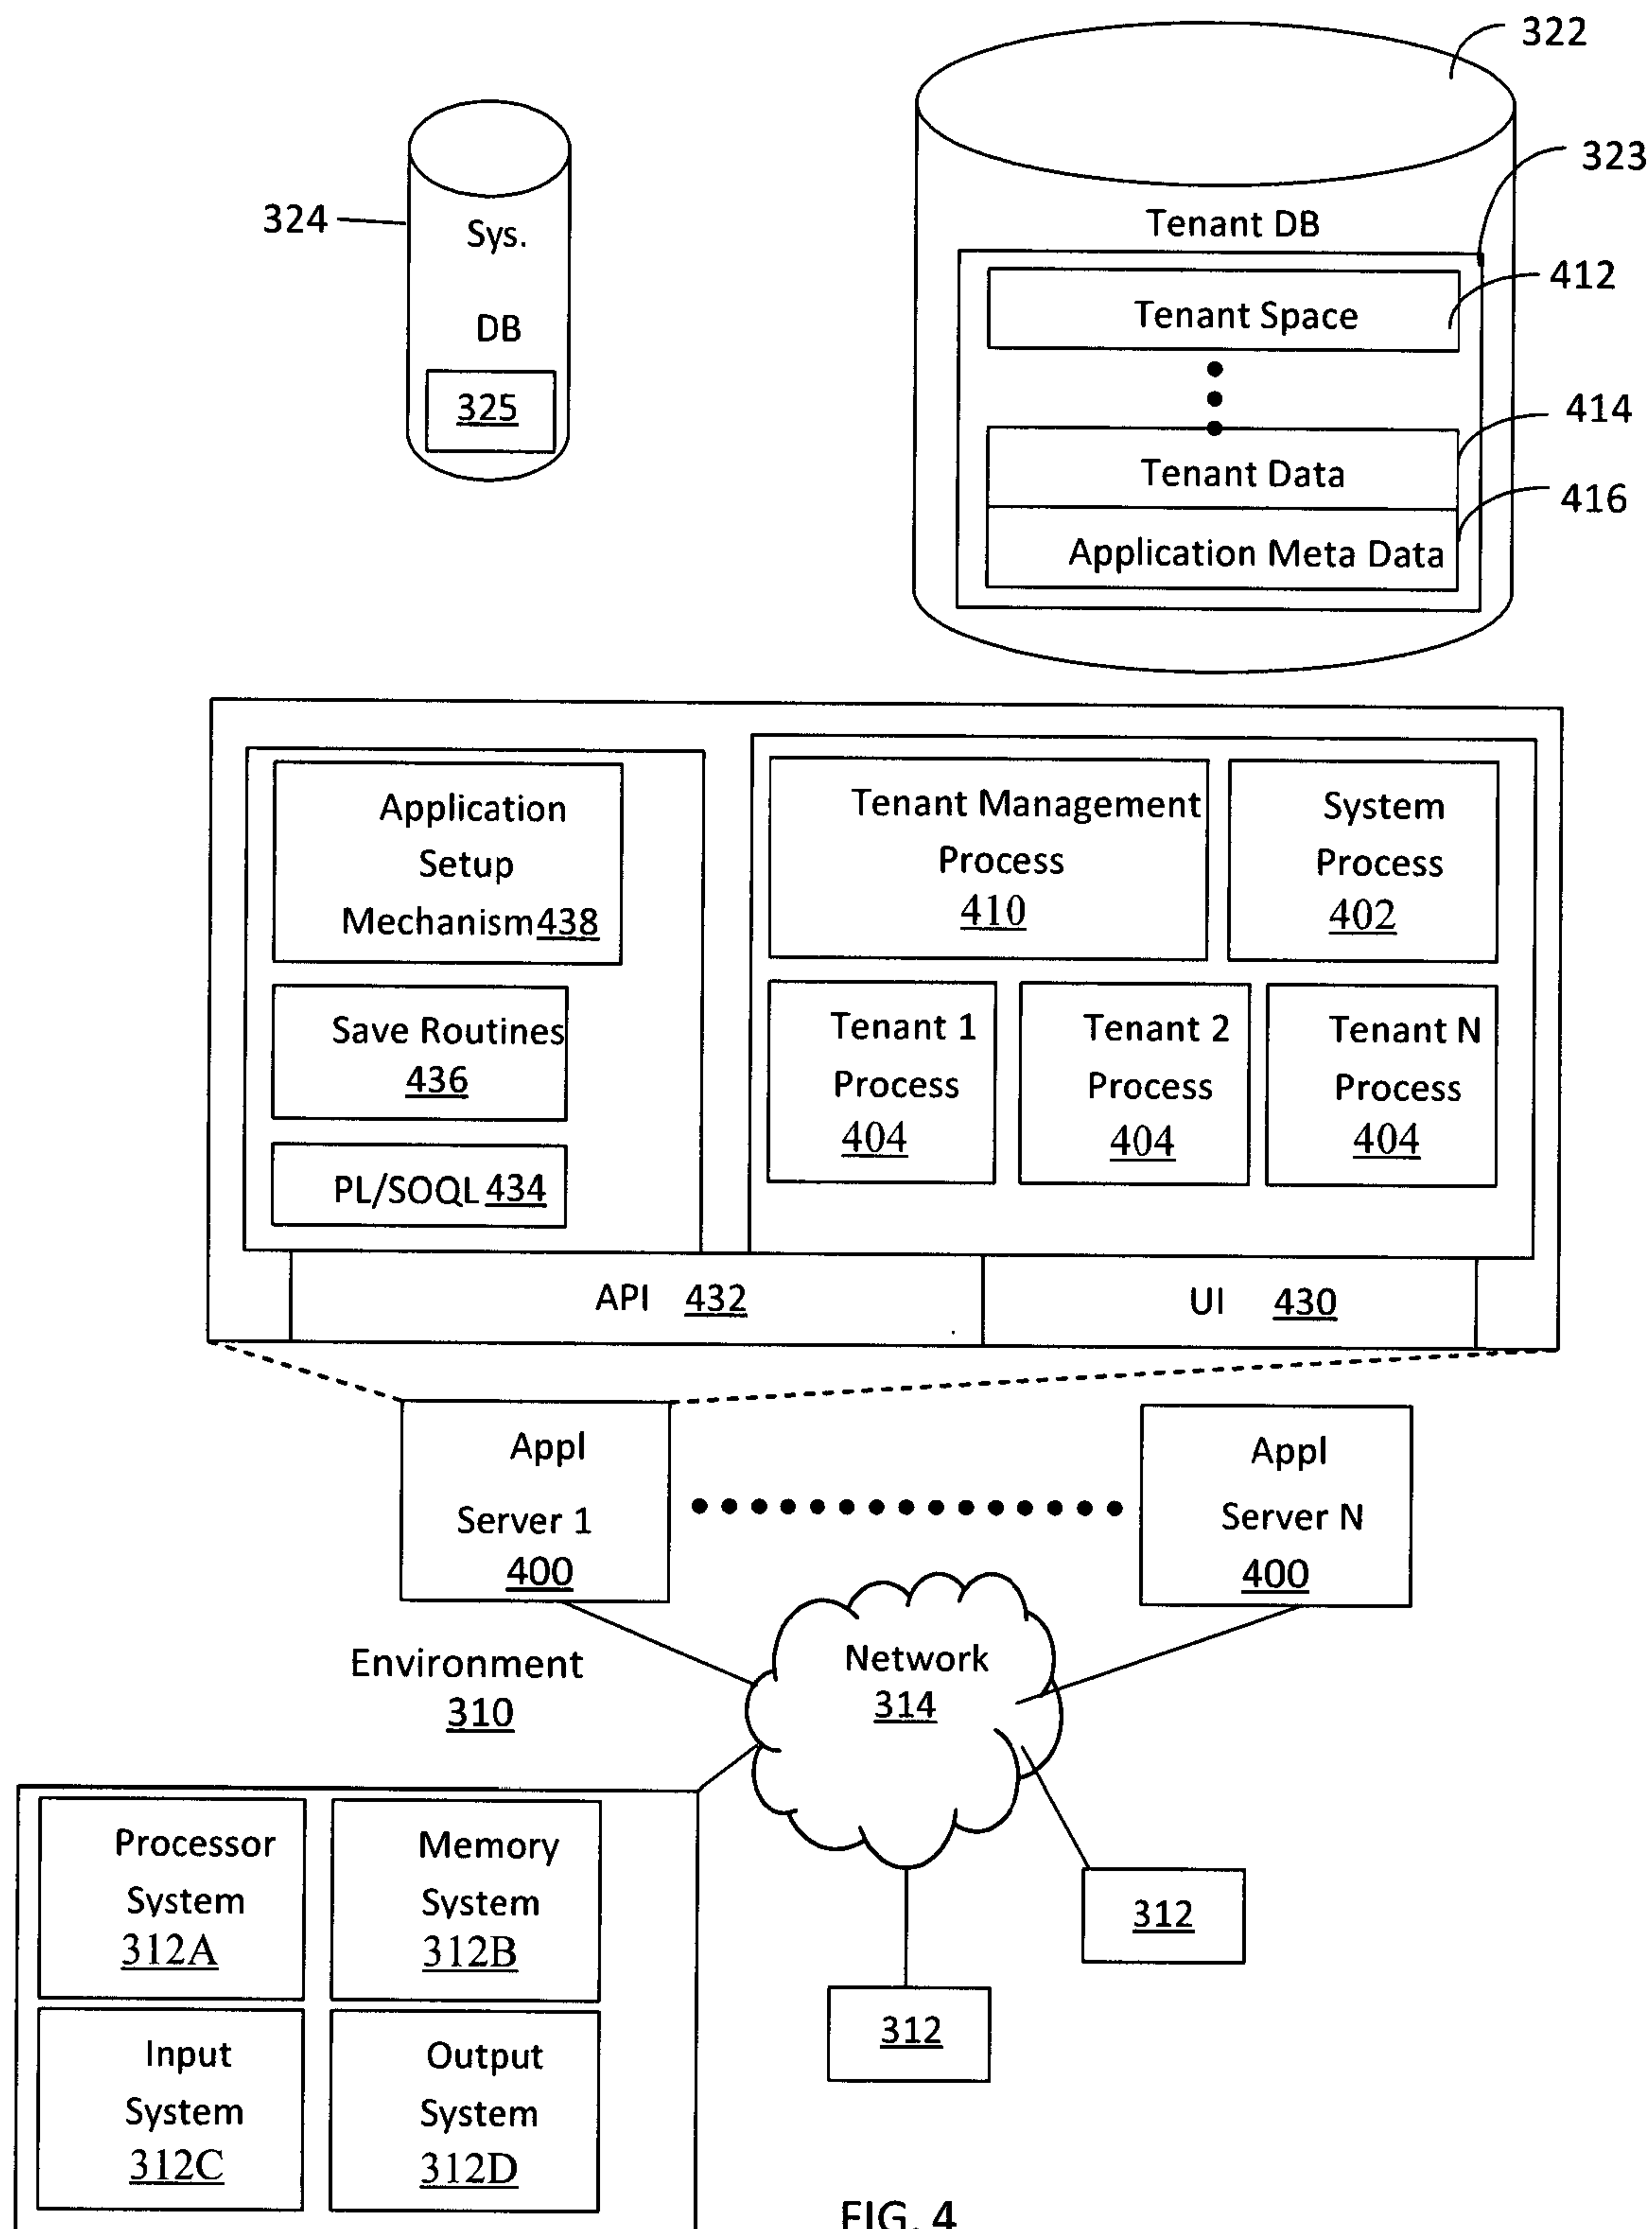 322
323
Tenant DB
324
Sys.
DB
325
412
Tenant Space
414
Tenant Data
416
Application Meta Data
Application
Setup
Mechanism438
Save Routines
436
PL/SOQL 434
Tenant Management
Process
410
System
Process
402
Tenant 1
Process
404
Tenant 2
Process
404
Tenant N
Process
404
API 432
UI 430
Appl
Server 1
400
Appl
Server N
400
Environment
310
Network
314
Processor
System
312A
Memory
System
312B
Input
System
312C
Output
System
312D
312
312
FIG. 4